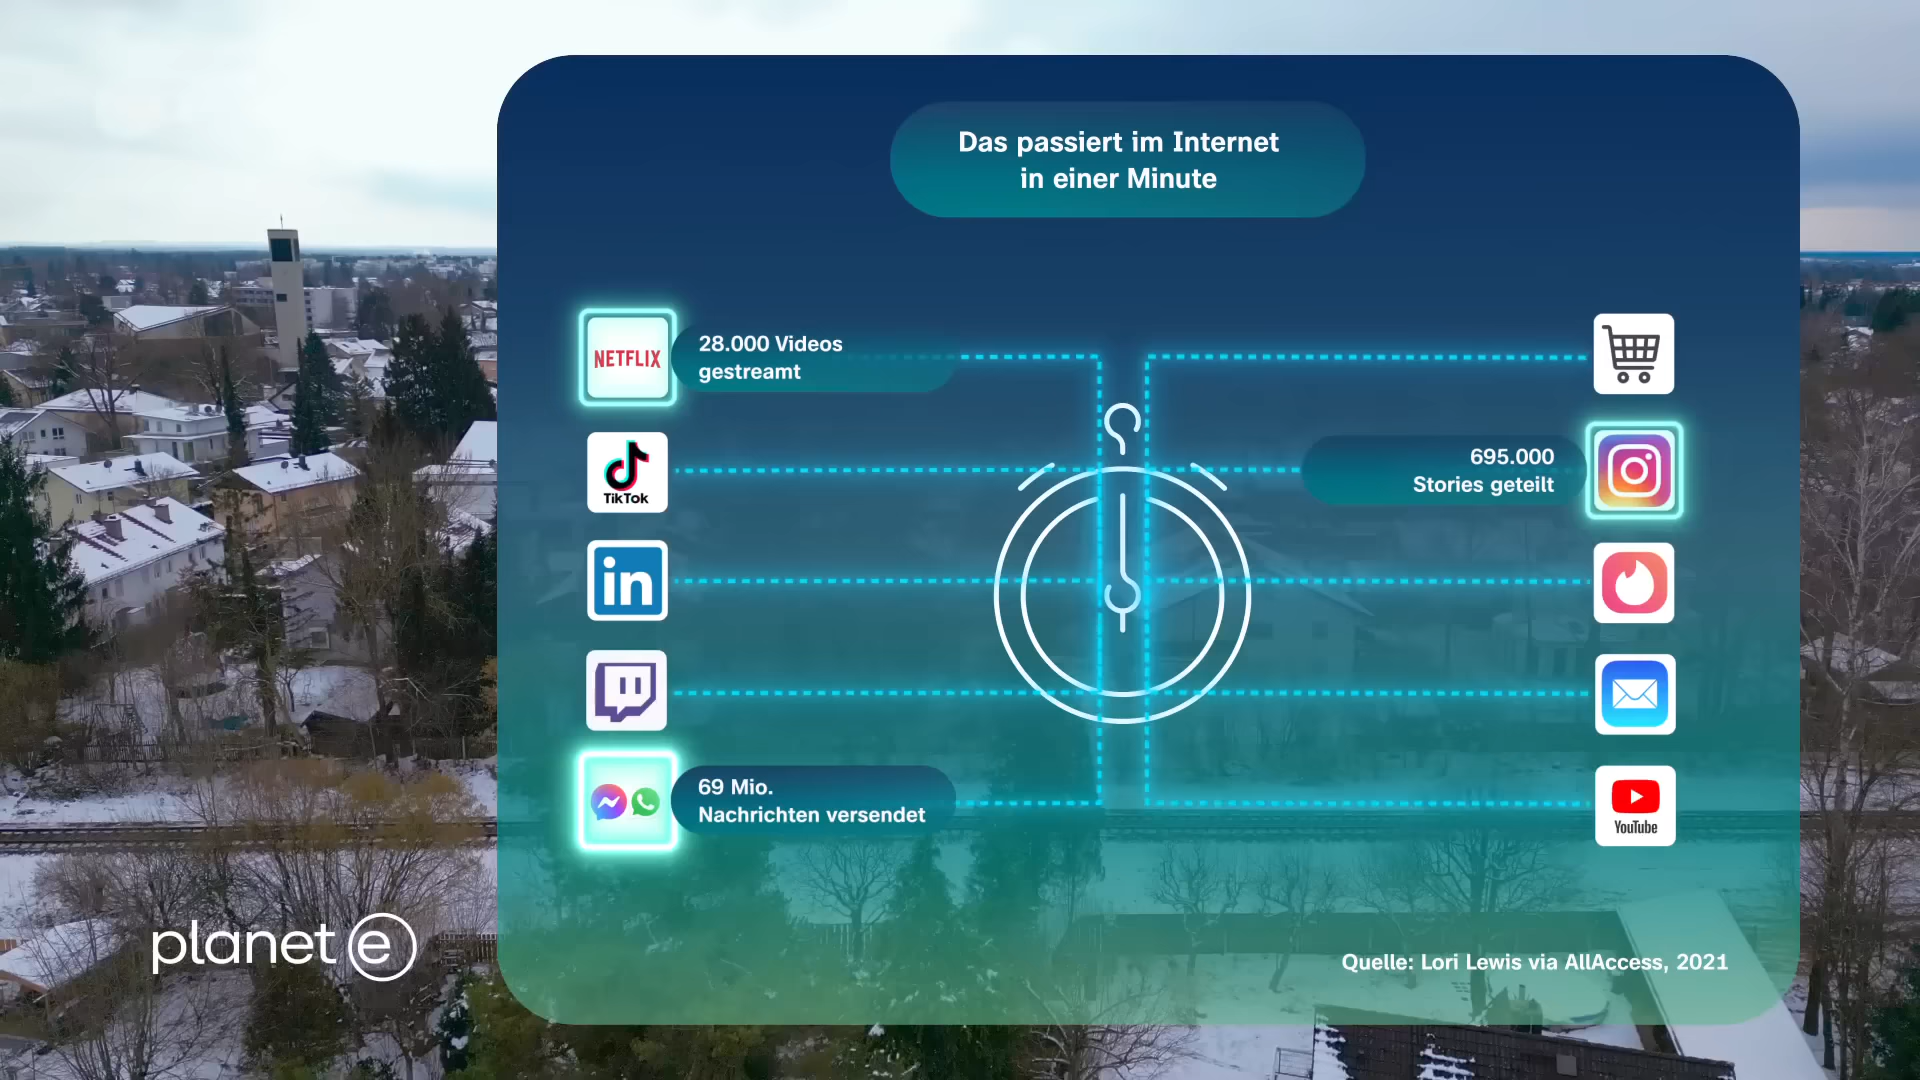 Das passiert im Internet
in einer Minute
NETFLIX
28.000 Videos
gestreamt
695.000
Stories geteilt
TikTok
in
69 Mio.
Nachrichten versendet
YouTube
planet e
Quelle: Lori Lewis via AllAccess, 2021